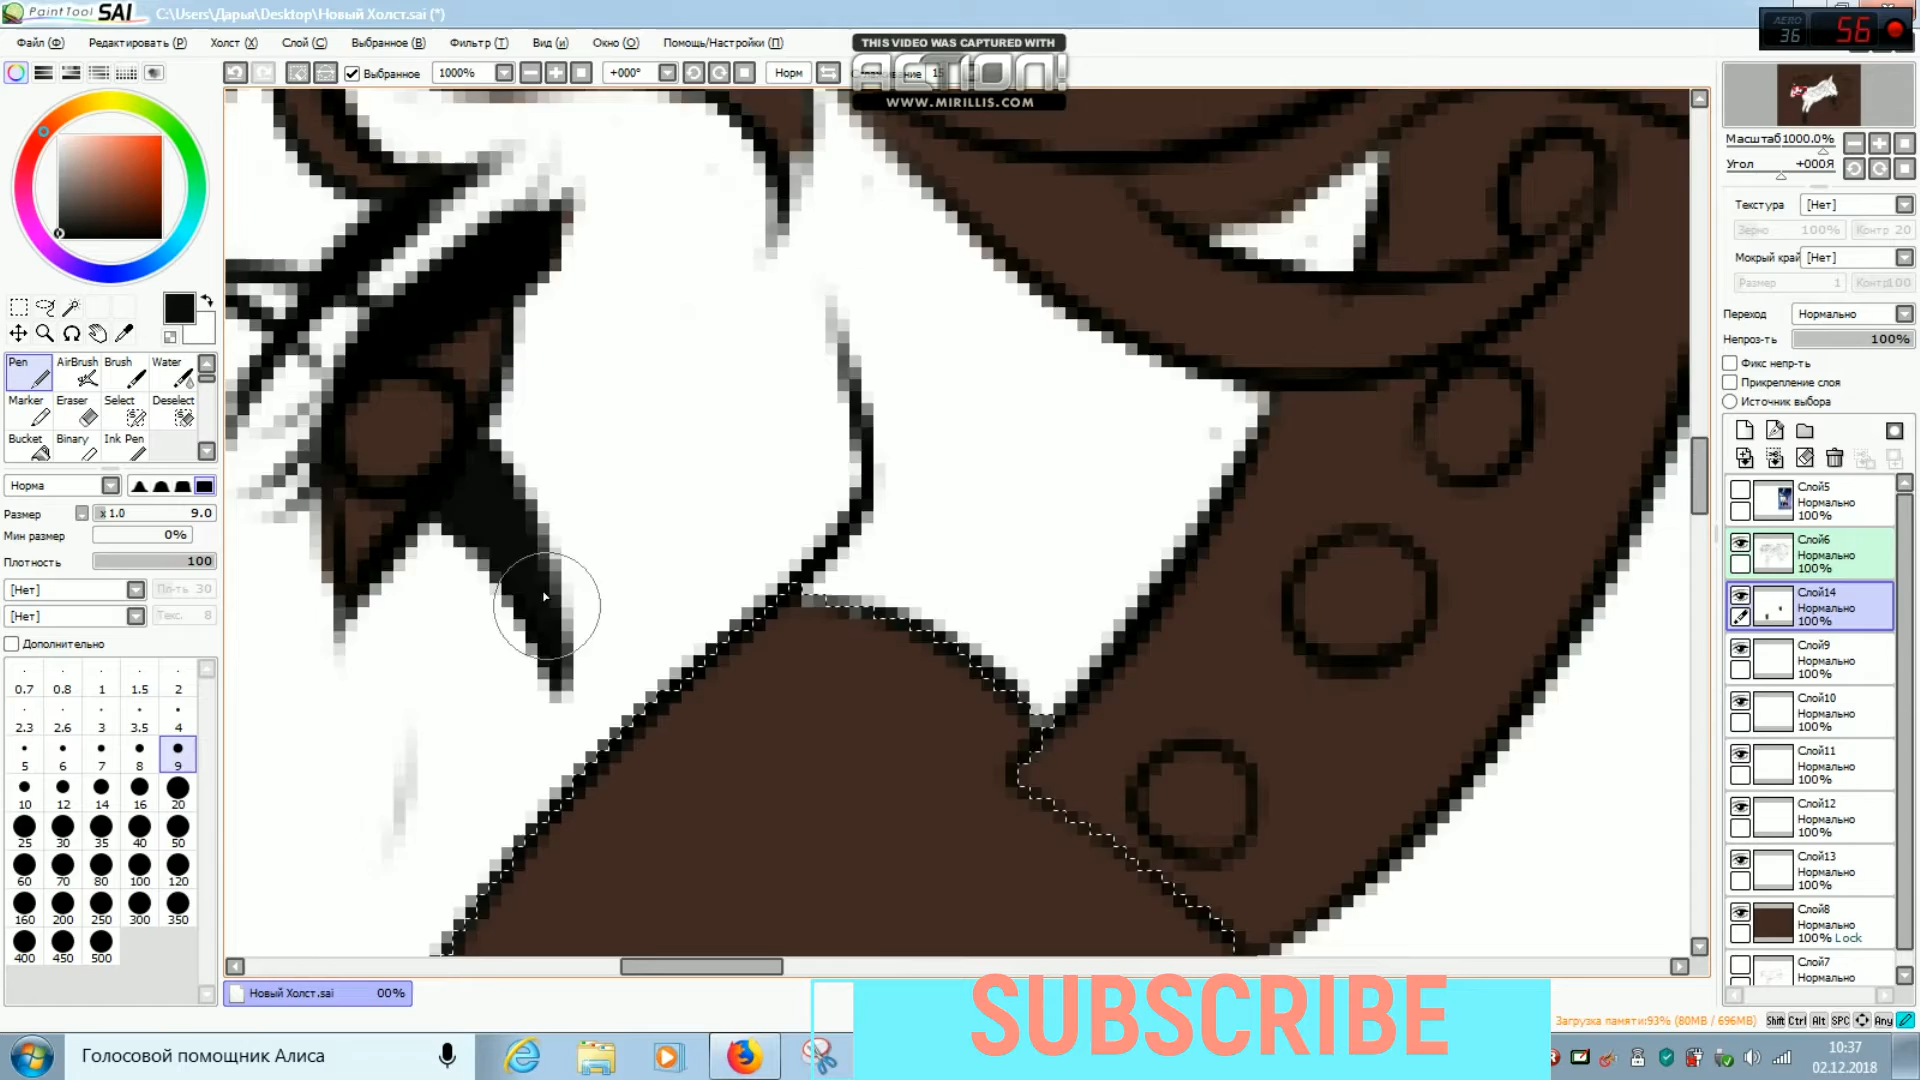 PaintTool SAI C:\Users\Дарья\Desktop\Новый Холст.sai (*)
AERO 36 56
Файл (Ф) Редактировать (Р) Холст (X) Слой (С) Выбранное (В) Фильтр (Т) Вид (и) Окно (О) Помощь/Настройки (П)
THIS VIDEO WAS CAPTURED WITH
ACTION!
WWW.MIRILLIS.COM
Выбранное 1000% +000° Норм 15
Масштаб 1000.0%
Угол +000Я
Текстура [Нет]
Зерно 100% Контр 20
Мокрый край [Нет]
Размер 1 Контр100
Переход Нормально
Непроз-ть 100%
Фикс непр-ть
Прикрепление слоя
Источник выбора
Pen AirBrush Brush Water
Marker Eraser Select Deselect
Bucket Binary Ink Pen
Норма
Размер x 1.0 9.0
Мин размер 0%
Плотность 100
[Нет] Пл-ть 30
[Нет] Текс. 8
Дополнительно
0.7 0.8 1 1.5 2
2.3 2.6 3 3.5 4
5 6 7 8 9
10 12 14 16 20
25 30 35 40 50
60 70 80 100 120
160 200 250 300 350
400 450 500
Слой5
Нормально
100%
Слой6
Нормально
100%
Слой14
Нормально
100%
Слой9
Нормально
100%
Слой10
Нормально
100%
Слой11
Нормально
100%
Слой12
Нормально
100%
Слой13
Нормально
100%
Слой8
Нормально
100% Lock
Слой7
Нормально
Новый Холст.sai 00%
SUBSCRIBE
Загрузка памяти:93% (80MB / 696MB) Shift Ctrl Alt SPC Any
Голосовой помощник Алиса
10:37
02.12.2018